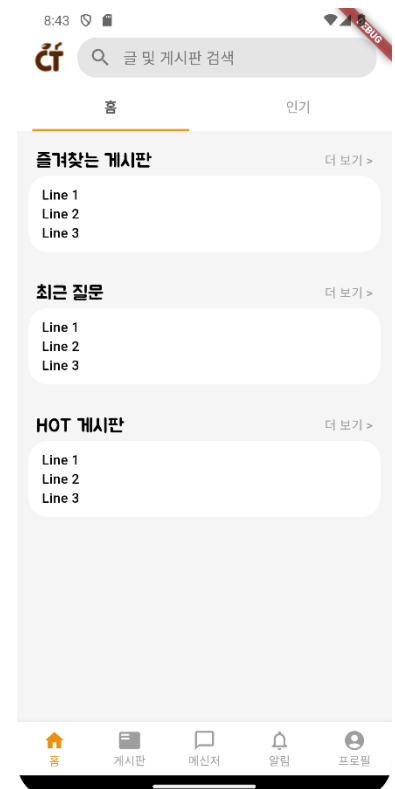 8:43
DEBUG
ČŤ
글 및 게시판 검색
홈
인기
즐겨찾는 게시판
더 보기 >
Line 1
Line 2
Line 3
최근 질문
더 보기 >
Line 1
Line 2
Line 3
HOT 게시판
더 보기 >
Line 1
Line 2
Line 3
홈
게시판
메신저
알림
프로필